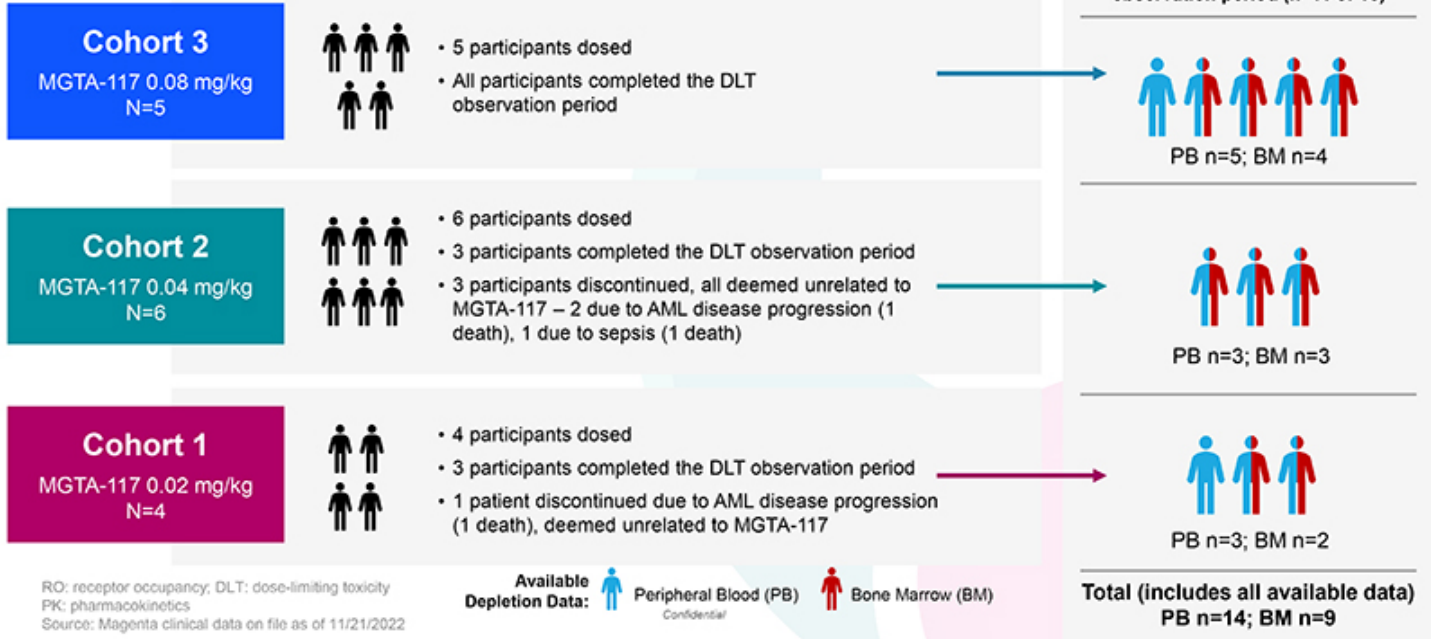 Cohort 3
MGTA-117 0.08 mg/kg
N=5
• 5 participants dosed
• All participants completed the DLT
observation period
PB n=5; BM n=4
Cohort 2
MGTA-117 0.04 mg/kg
N=6
• 6 participants dosed
• 3 participants completed the DLT observation period
• 3 participants discontinued, all deemed unrelated to
MGTA-117 – 2 due to AML disease progression (1
death), 1 due to sepsis (1 death)
PB n=3; BM n=3
Cohort 1
MGTA-117 0.02 mg/kg
N=4
• 4 participants dosed
• 3 participants completed the DLT observation period
• 1 patient discontinued due to AML disease progression
(1 death), deemed unrelated to MGTA-117
PB n=3; BM n=2
RO: receptor occupancy; DLT: dose-limiting toxicity
PK: pharmacokinetics
Source: Magenta clinical data on file as of 11/21/2022
Available
Depletion Data:
Peripheral Blood (PB)
Confidential
Bone Marrow (BM)
Total (includes all available data)
PB n=14; BM n=9